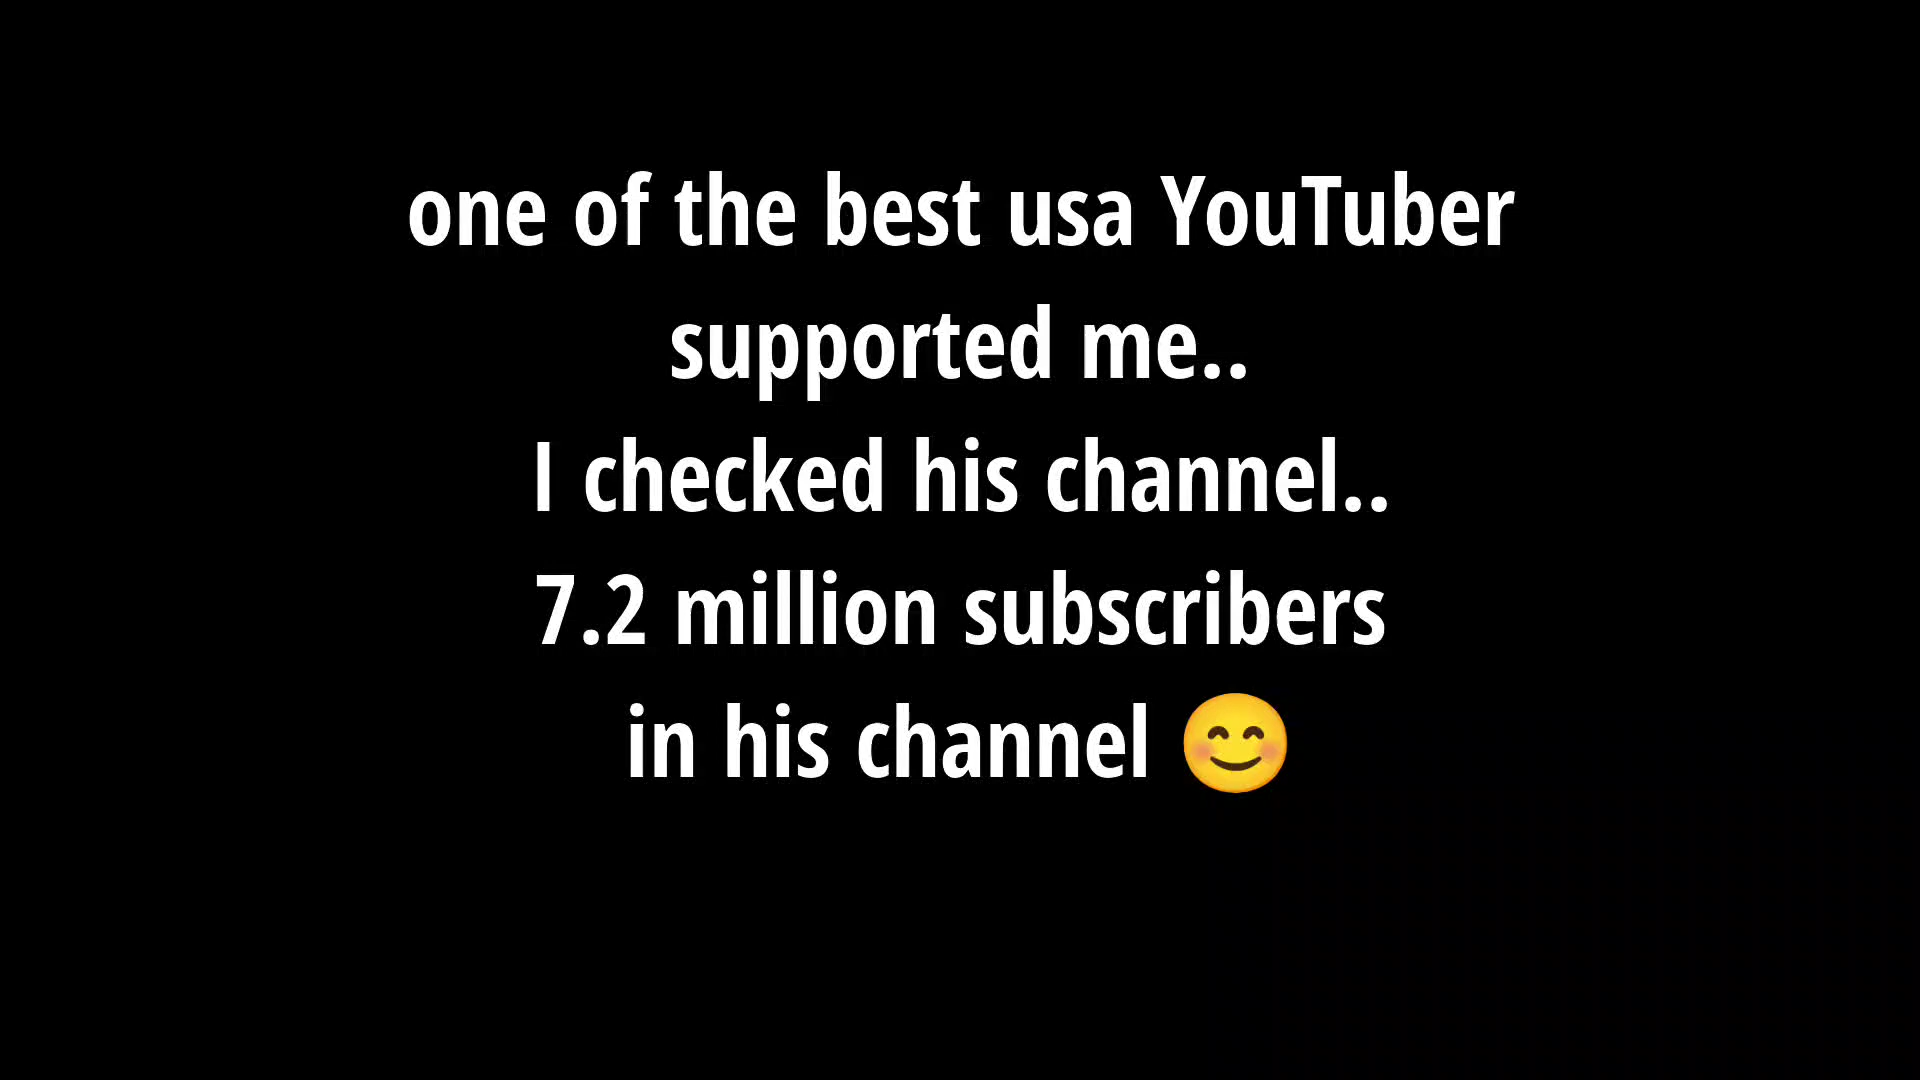 one of the best usa YouTuber
supported me..
I checked his channel..
7.2 million subscribers
in his channel 😊